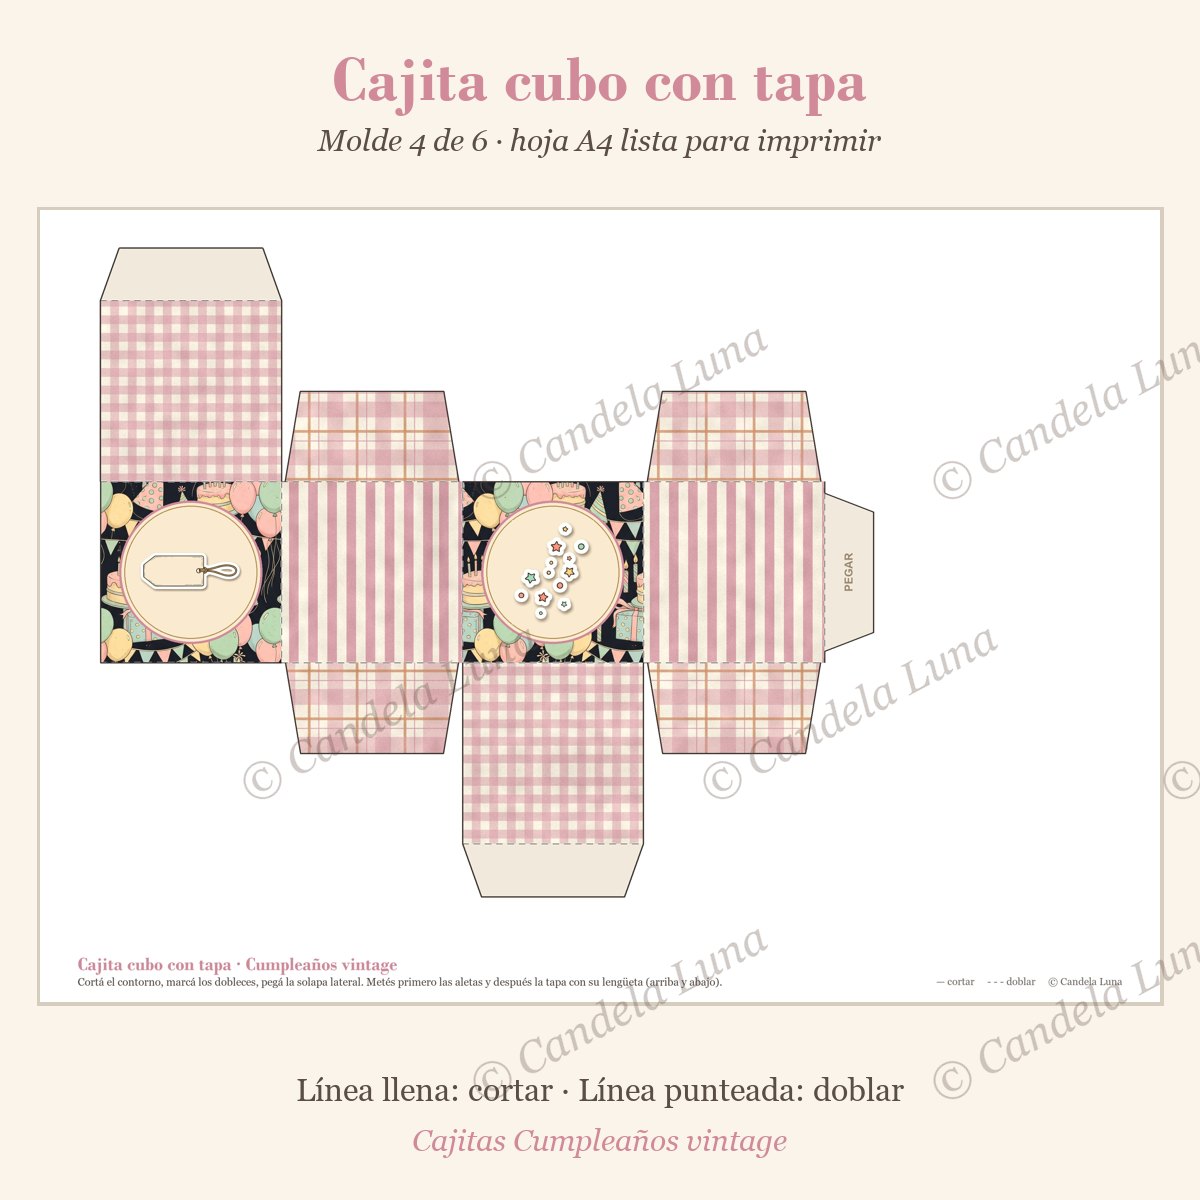 Cajita cubo con tapa
Molde 4 de 6 · hoja A4 lista para imprimir
© Candela Luna
© Candela Luna
PEGAR
© Candela Luna
© Candela Luna
©
Cajita cubo con tapa · Cumpleaños vintage
Cortá el contorno, marcá los dobleces, pegá la solapa lateral. Metés primero las aletas y después la tapa con su lengüeta (arriba y abajo).
— cortar - - - doblar © Candela Luna
© Candela Luna
© Candela Luna
Línea llena: cortar · Línea punteada: doblar
Cajitas Cumpleaños vintage